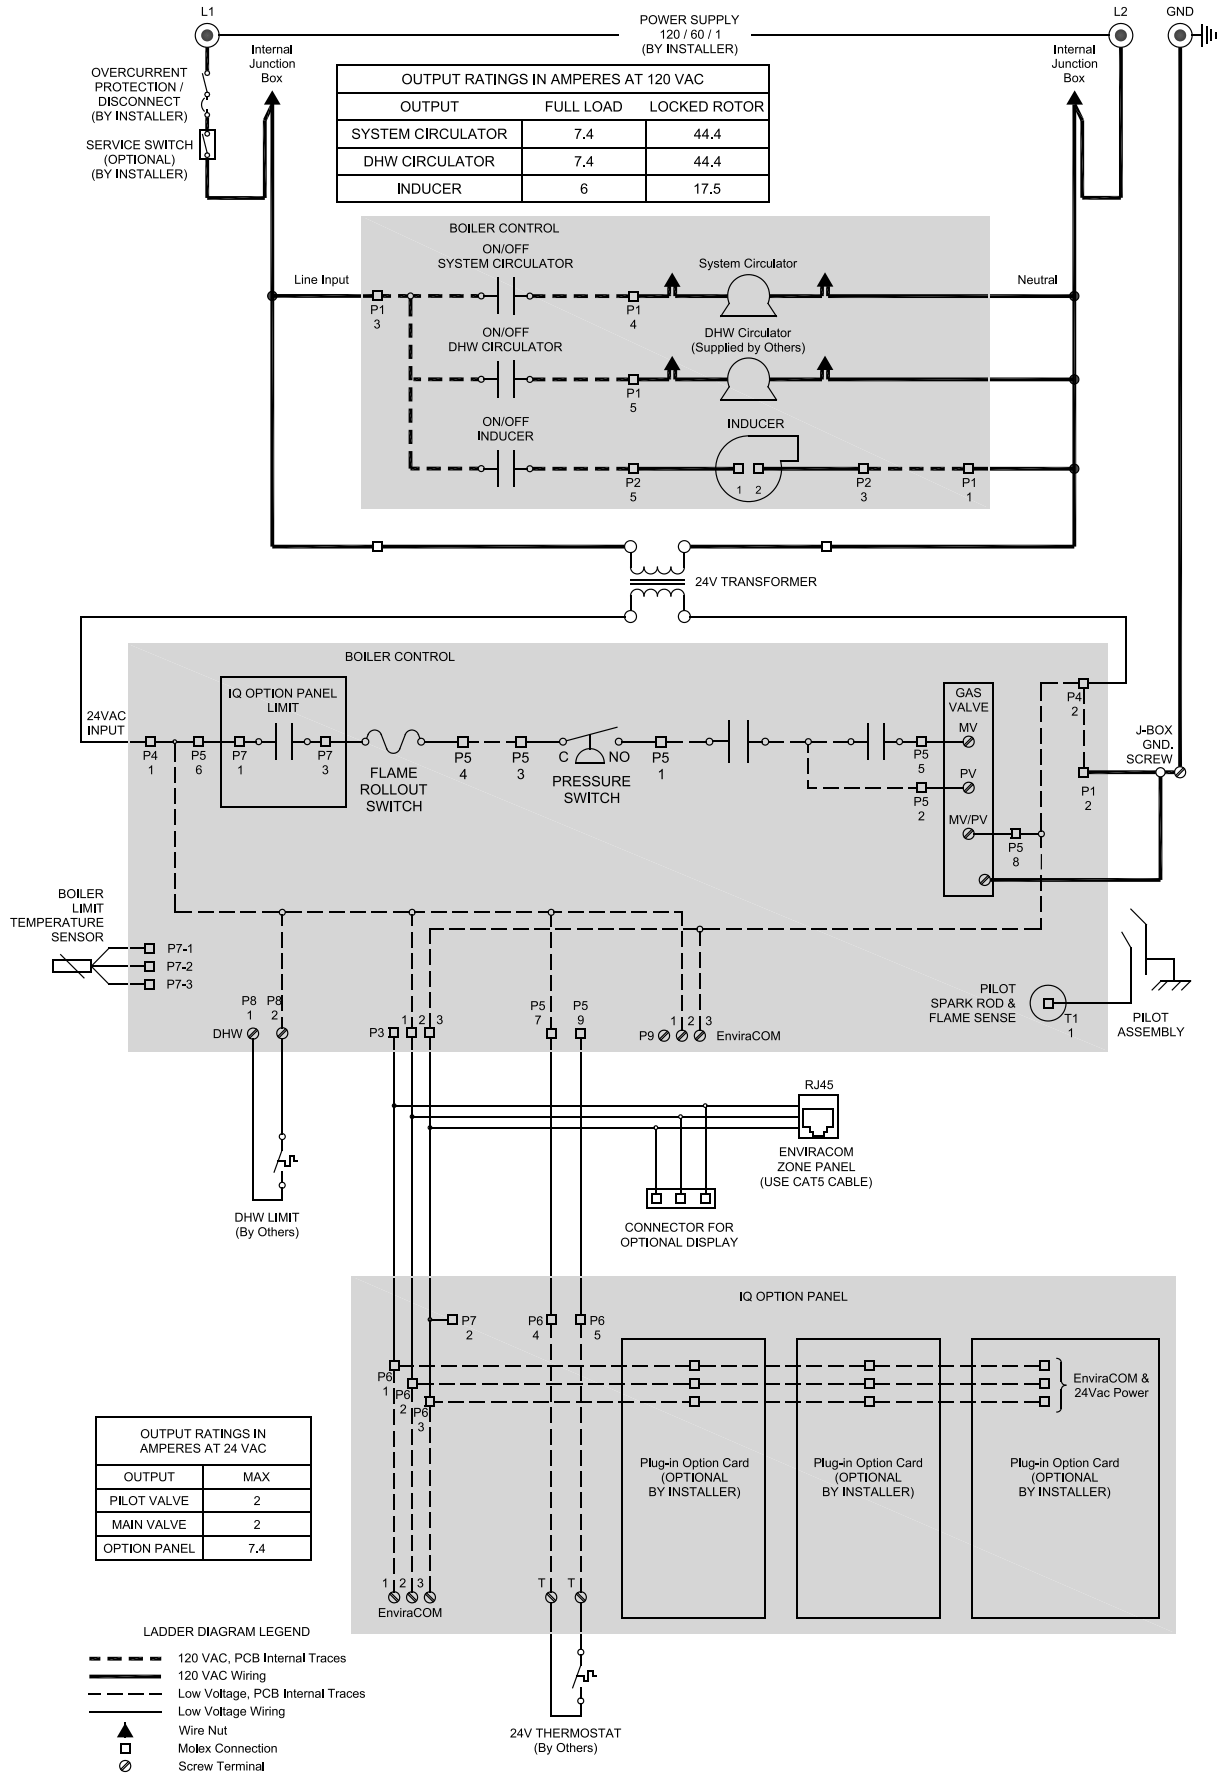 L1
POWER SUPPLY
120 / 60 / 1
(BY INSTALLER)
L2
GND
Internal
Junction
Box
Internal
Junction
Box
OVERCURRENT
PROTECTION /
DISCONNECT
(BY INSTALLER)
SERVICE SWITCH
(OPTIONAL)
(BY INSTALLER)
OUTPUT RATINGS IN AMPERES AT 120 VAC
OUTPUT FULL LOAD LOCKED ROTOR
SYSTEM CIRCULATOR 7.4 44.4
DHW CIRCULATOR 7.4 44.4
INDUCER 6 17.5
BOILER CONTROL
ON/OFF
SYSTEM CIRCULATOR
System Circulator
Line Input
Neutral
P1
3
P1
4
ON/OFF
DHW CIRCULATOR
DHW Circulator
(Supplied by Others)
P1
5
ON/OFF
INDUCER
INDUCER
1 2
P2
5
P2
3
P1
1
24V TRANSFORMER
BOILER CONTROL
IQ OPTION PANEL
LIMIT
GAS
VALVE
MV
PV
MV/PV
P4
2
24VAC
INPUT
J-BOX
GND.
SCREW
P4
1
P5
6
P7
1
P7
3
FLAME
ROLLOUT
SWITCH
P5
4
P5
3
C NO
PRESSURE
SWITCH
P5
1
P5
5
P5
2
P1
2
P5
8
BOILER
LIMIT
TEMPERATURE
SENSOR
P7-1
P7-2
P7-3
P8
1
P8
2
DHW
P3
1 2 3
P5
7
P5
9
P9
1 2 3
EnviraCOM
PILOT
SPARK ROD &
FLAME SENSE
T1
1
PILOT
ASSEMBLY
RJ45
ENVIRACOM
ZONE PANEL
(USE CAT5 CABLE)
DHW LIMIT
(By Others)
CONNECTOR FOR
OPTIONAL DISPLAY
IQ OPTION PANEL
P7
2
P6
4
P6
5
P6
1
P6
2
P6
3
EnviraCOM &
24Vac Power
Plug-in Option Card
(OPTIONAL
BY INSTALLER)
Plug-in Option Card
(OPTIONAL
BY INSTALLER)
Plug-in Option Card
(OPTIONAL
BY INSTALLER)
OUTPUT RATINGS IN
AMPERES AT 24 VAC
OUTPUT MAX
PILOT VALVE 2
MAIN VALVE 2
OPTION PANEL 7.4
1 2 3
EnviraCOM
T T
24V THERMOSTAT
(By Others)
LADDER DIAGRAM LEGEND
120 VAC, PCB Internal Traces
120 VAC Wiring
Low Voltage, PCB Internal Traces
Low Voltage Wiring
Wire Nut
Molex Connection
Screw Terminal